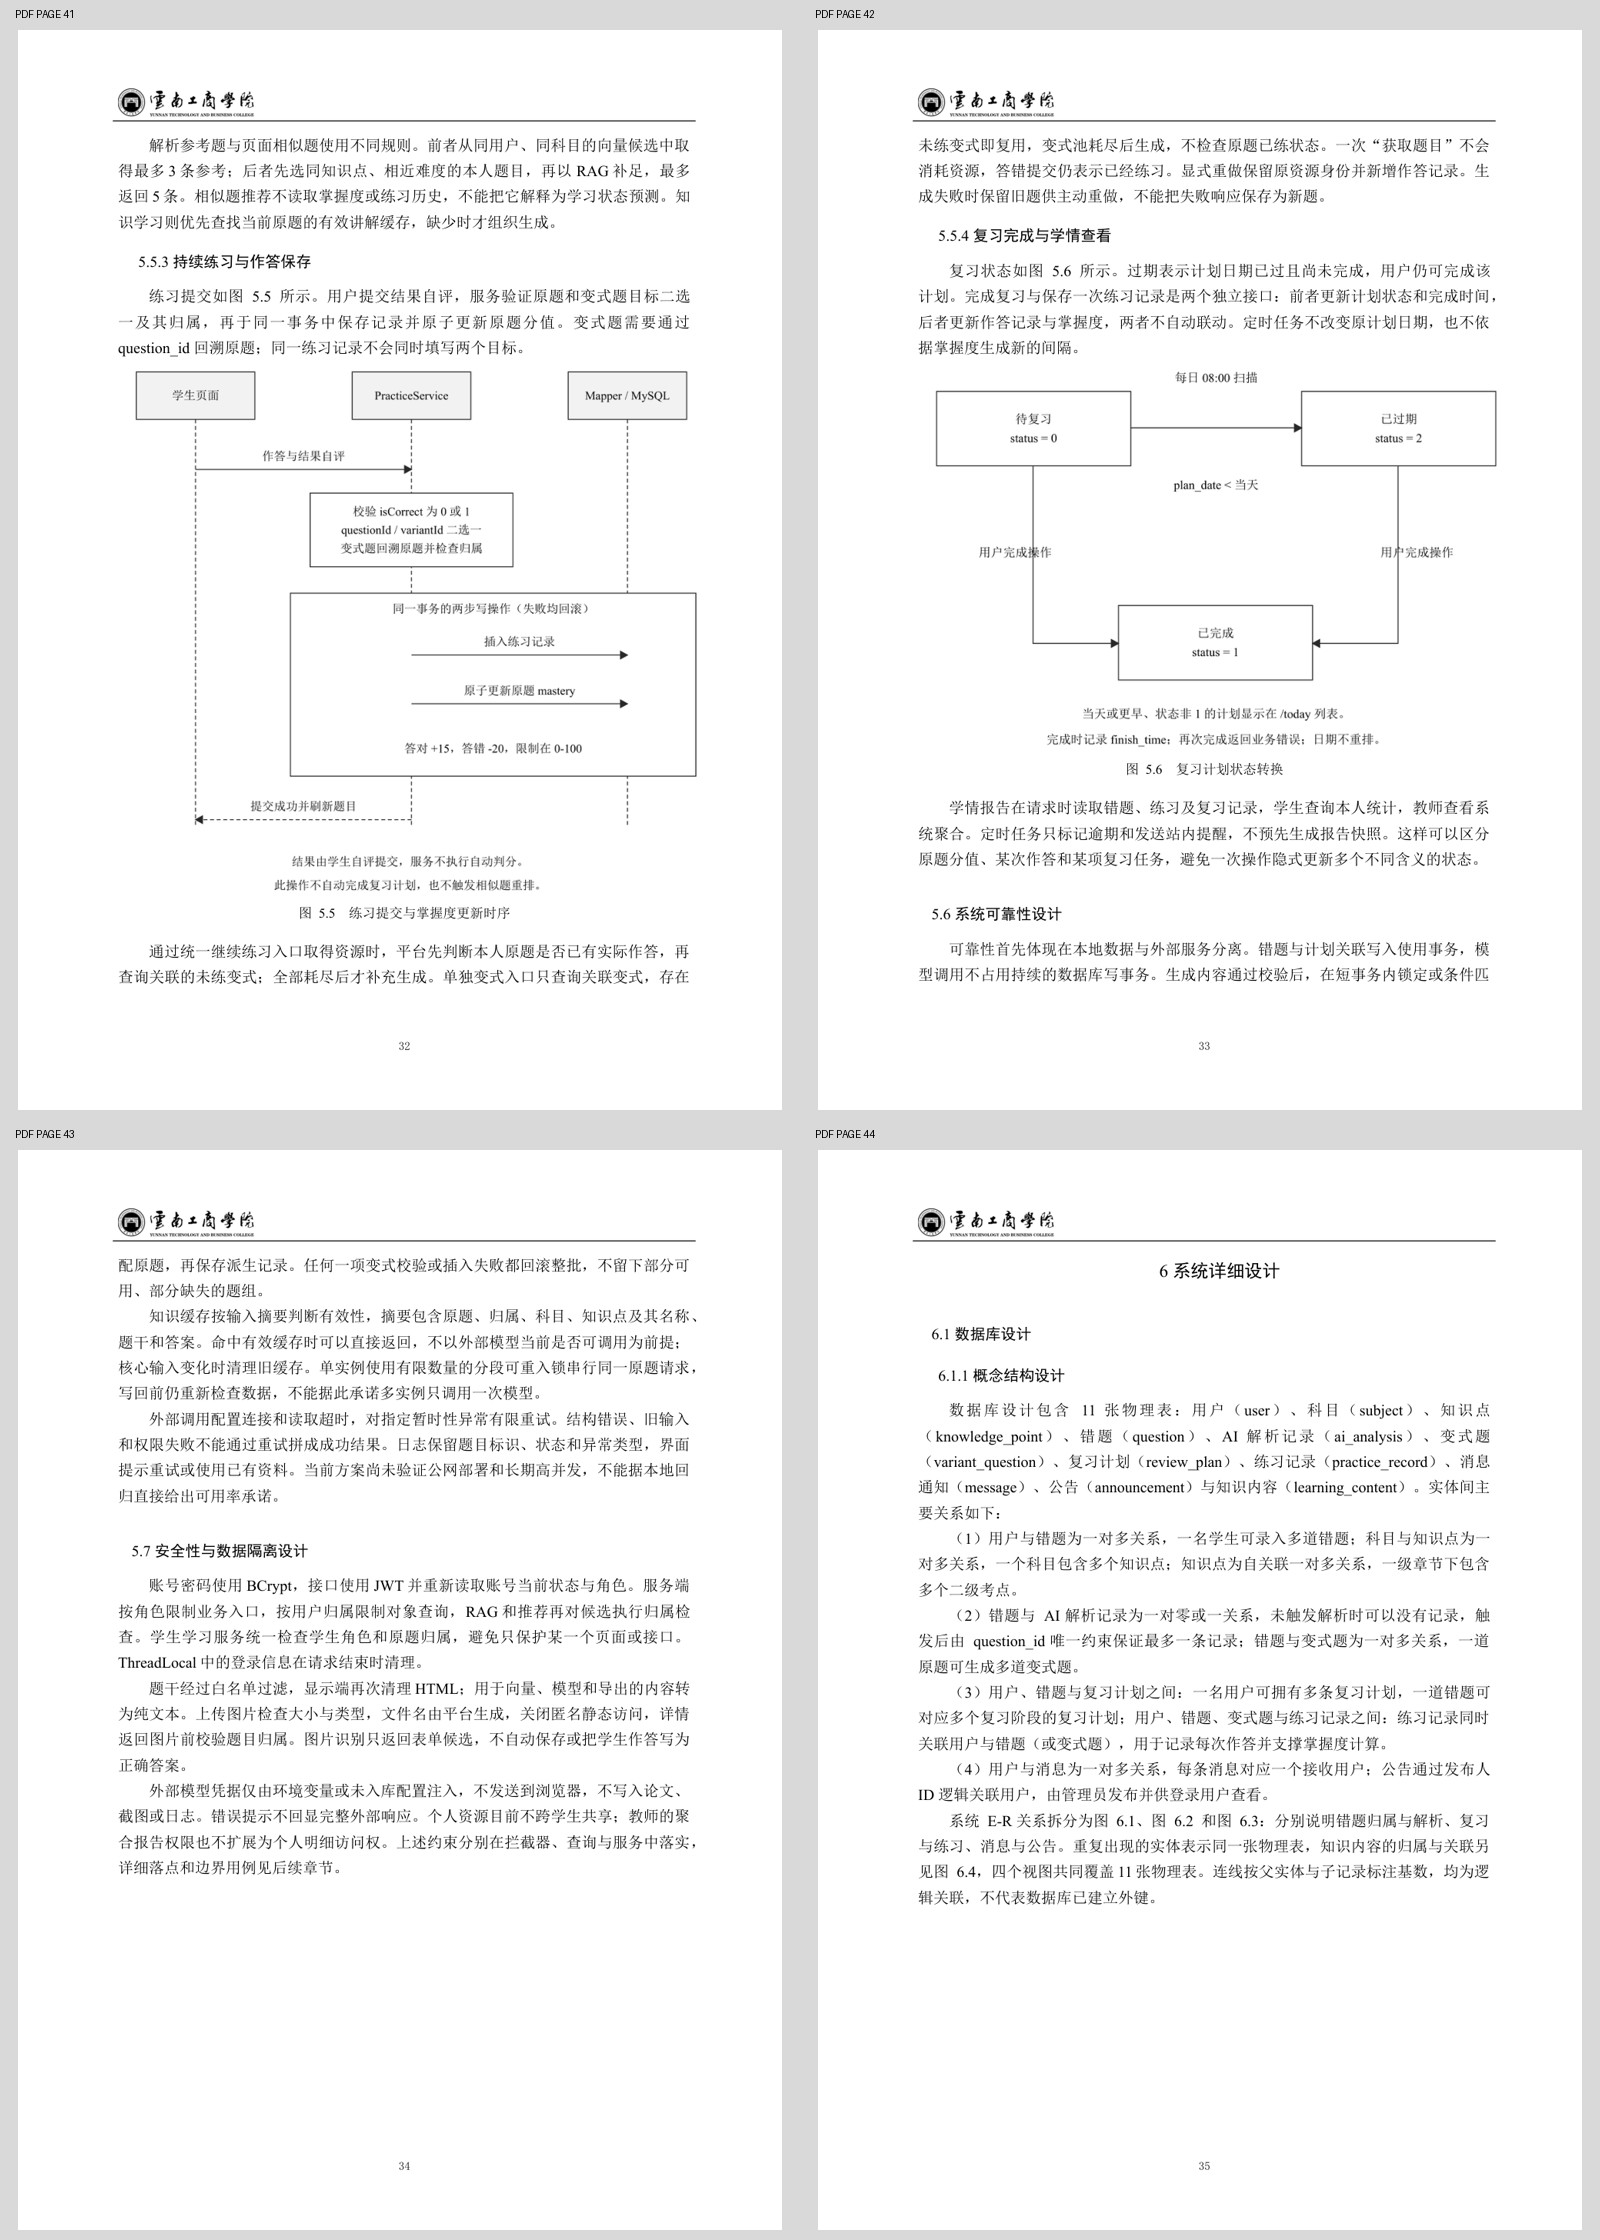 PDF PAGE 41
雲南工商學院
YUNNAN TECHNOLOGY AND BUSINESS COLLEGE
解析参考题与页面相似题使用不同规则。前者从同用户、同科目的向量候选中取
得最多 3 条参考；后者先选同知识点、相近难度的本人题目，再以 RAG 补足，最多
返回 5 条。相似题推荐不读取掌握度或练习历史，不能把它解释为学习状态预测。知
识学习则优先查找当前原题的有效讲解缓存，缺少时才组织生成。
5.5.3 持续练习与作答保存
练习提交如图 5.5 所示。用户提交结果自评，服务验证原题和变式题目标二选
一及其归属，再于同一事务中保存记录并原子更新原题分值。变式题需要通过
question_id 回溯原题；同一练习记录不会同时填写两个目标。
学生页面
PracticeService
Mapper / MySQL
作答与结果自评
校验 isCorrect 为 0 或 1
questionId / variantId 二选一
变式题回溯原题并检查归属
同一事务的两步写操作（失败均回滚）
插入练习记录
原子更新原题 mastery
答对 +15，答错 -20，限制在 0-100
提交成功并刷新题目
结果由学生自评提交，服务不执行自动判分。
此操作不自动完成复习计划，也不触发相似题重排。
图 5.5 练习提交与掌握度更新时序
通过统一继续练习入口取得资源时，平台先判断本人原题是否已有实际作答，再
查询关联的未练变式；全部耗尽后才补充生成。单独变式入口只查询关联变式，存在
32
PDF PAGE 42
雲南工商學院
YUNNAN TECHNOLOGY AND BUSINESS COLLEGE
未练变式即复用，变式池耗尽后生成，不检查原题已练状态。一次“获取题目”不会
消耗资源，答错提交仍表示已经练习。显式重做保留原资源身份并新增作答记录。生
成失败时保留旧题供主动重做，不能把失败响应保存为新题。
5.5.4 复习完成与学情查看
复习状态如图 5.6 所示。过期表示计划日期已过且尚未完成，用户仍可完成该
计划。完成复习与保存一次练习记录是两个独立接口：前者更新计划状态和完成时间，
后者更新作答记录与掌握度，两者不自动联动。定时任务不改变原计划日期，也不依
据掌握度生成新的间隔。
每日 08:00 扫描
待复习
status = 0
已过期
status = 2
plan_date < 当天
用户完成操作
用户完成操作
已完成
status = 1
当天或更早、状态非 1 的计划显示在 /today 列表。
完成时记录 finish_time；再次完成返回业务错误；日期不重排。
图 5.6 复习计划状态转换
学情报告在请求时读取错题、练习及复习记录，学生查询本人统计，教师查看系
统聚合。定时任务只标记逾期和发送站内提醒，不预先生成报告快照。这样可以区分
原题分值、某次作答和某项复习任务，避免一次操作隐式更新多个不同含义的状态。
5.6 系统可靠性设计
可靠性首先体现在本地数据与外部服务分离。错题与计划关联写入使用事务，模
型调用不占用持续的数据库写事务。生成内容通过校验后，在短事务内锁定或条件匹
33
PDF PAGE 43
雲南工商學院
YUNNAN TECHNOLOGY AND BUSINESS COLLEGE
配原题，再保存派生记录。任何一项变式校验或插入失败都回滚整批，不留下部分可
用、部分缺失的题组。
知识缓存按输入摘要判断有效性，摘要包含原题、归属、科目、知识点及其名称、
题干和答案。命中有效缓存时可以直接返回，不以外部模型当前是否可调用为前提；
核心输入变化时清理旧缓存。单实例使用有限数量的分段可重入锁串行同一原题请求，
写回前仍重新检查数据，不能据此承诺多实例只调用一次模型。
外部调用配置连接和读取超时，对指定暂时性异常有限重试。结构错误、旧输入
和权限失败不能通过重试拼成成功结果。日志保留题目标识、状态和异常类型，界面
提示重试或使用已有资料。当前方案尚未验证公网部署和长期高并发，不能据本地回
归直接给出可用率承诺。
5.7 安全性与数据隔离设计
账号密码使用 BCrypt，接口使用 JWT 并重新读取账号当前状态与角色。服务端
按角色限制业务入口，按用户归属限制对象查询，RAG 和推荐再对候选执行归属检
查。学生学习服务统一检查学生角色和原题归属，避免只保护某一个页面或接口。
ThreadLocal 中的登录信息在请求结束时清理。
题干经过白名单过滤，显示端再次清理 HTML；用于向量、模型和导出的内容转
为纯文本。上传图片检查大小与类型，文件名由平台生成，关闭匿名静态访问，详情
返回图片前校验题目归属。图片识别只返回表单候选，不自动保存或把学生作答写为
正确答案。
外部模型凭据仅由环境变量或未入库配置注入，不发送到浏览器，不写入论文、
截图或日志。错误提示不回显完整外部响应。个人资源目前不跨学生共享；教师的聚
合报告权限也不扩展为个人明细访问权。上述约束分别在拦截器、查询与服务中落实，
详细落点和边界用例见后续章节。
34
PDF PAGE 44
雲南工商學院
YUNNAN TECHNOLOGY AND BUSINESS COLLEGE
6 系统详细设计
6.1 数据库设计
6.1.1 概念结构设计
数据库设计包含 11 张物理表：用户（user）、科目（subject）、知识点
（knowledge_point）、错题（question）、AI 解析记录（ai_analysis）、变式题
（variant_question）、复习计划（review_plan）、练习记录（practice_record）、消息
通知（message）、公告（announcement）与知识内容（learning_content）。实体间主
要关系如下：
（1）用户与错题为一对多关系，一名学生可录入多道错题；科目与知识点为一
对多关系，一个科目包含多个知识点；知识点为自关联一对多关系，一级章节下包含
多个二级考点。
（2）错题与 AI 解析记录为一对零或一关系，未触发解析时可以没有记录，触
发后由 question_id 唯一约束保证最多一条记录；错题与变式题为一对多关系，一道
原题可生成多道变式题。
（3）用户、错题与复习计划之间：一名用户可拥有多条复习计划，一道错题可
对应多个复习阶段的复习计划；用户、错题、变式题与练习记录之间：练习记录同时
关联用户与错题（或变式题），用于记录每次作答并支撑掌握度计算。
（4）用户与消息为一对多关系，每条消息对应一个接收用户；公告通过发布人
ID 逻辑关联用户，由管理员发布并供登录用户查看。
系统 E-R 关系拆分为图 6.1、图 6.2 和图 6.3：分别说明错题归属与解析、复习
与练习、消息与公告。重复出现的实体表示同一张物理表，知识内容的归属与关联另
见图 6.4，四个视图共同覆盖 11 张物理表。连线按父实体与子记录标注基数，均为逻
辑关联，不代表数据库已建立外键。
35